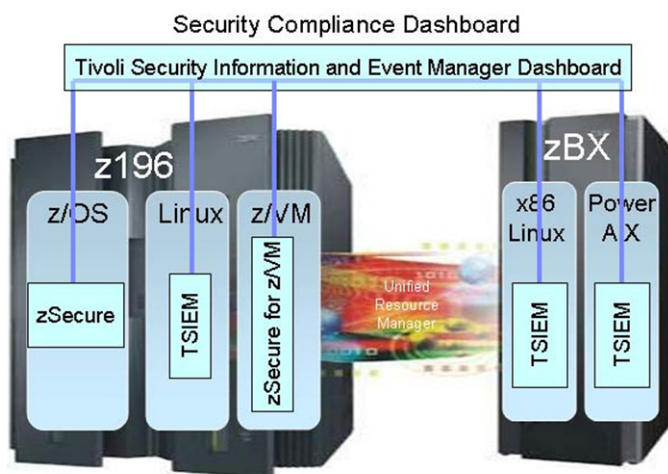 Security Compliance Dashboard
Tivoli Security Information and Event Manager Dashboard
z196
zBX
z/OS
Linux
z/VM
x86
Linux
Power
AIX
zSecure
TSIEM
zSecure for z/VM
Unified
Resource
Manager
TSIEM
TSIEM